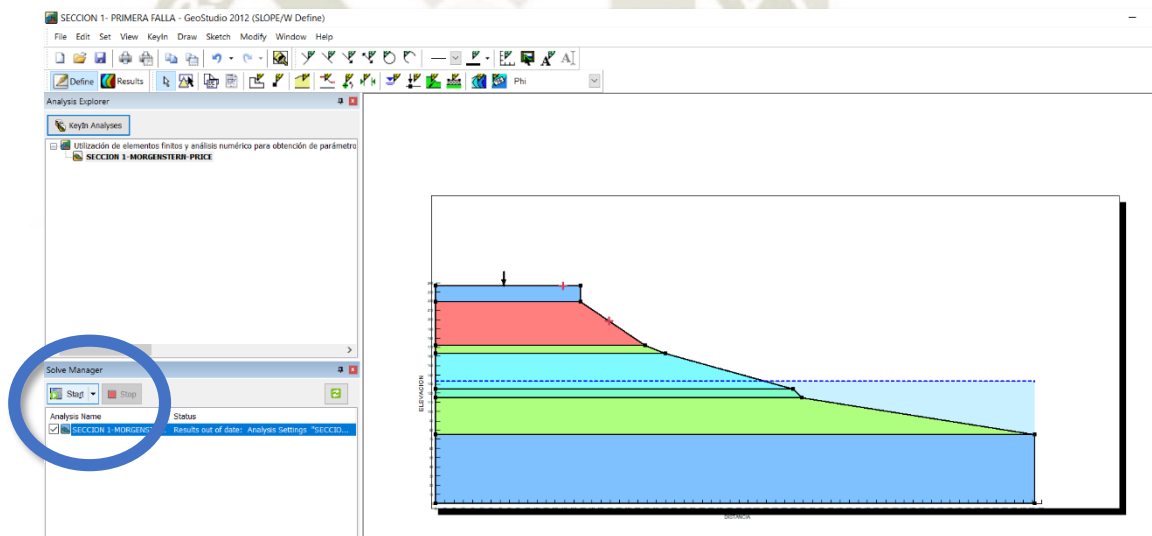 SECCION 1- PRIMERA FALLA - GeoStudio 2012 (SLOPE/W Define)
File Edit Set View KeyIn Draw Sketch Modify Window Help
Define Results Phi
Analysis Explorer
KeyIn Analyses
Utilización de elementos finitos y análisis numérico para obtención de parámetro
SECCION 1-MORGENSTERN-PRICE
Solve Manager
Start Stop
Analysis Name Status
SECCION 1-MORGENST... Results out of date: Analysis Settings "SECCIO...
ELEVACION
DISTANCIA